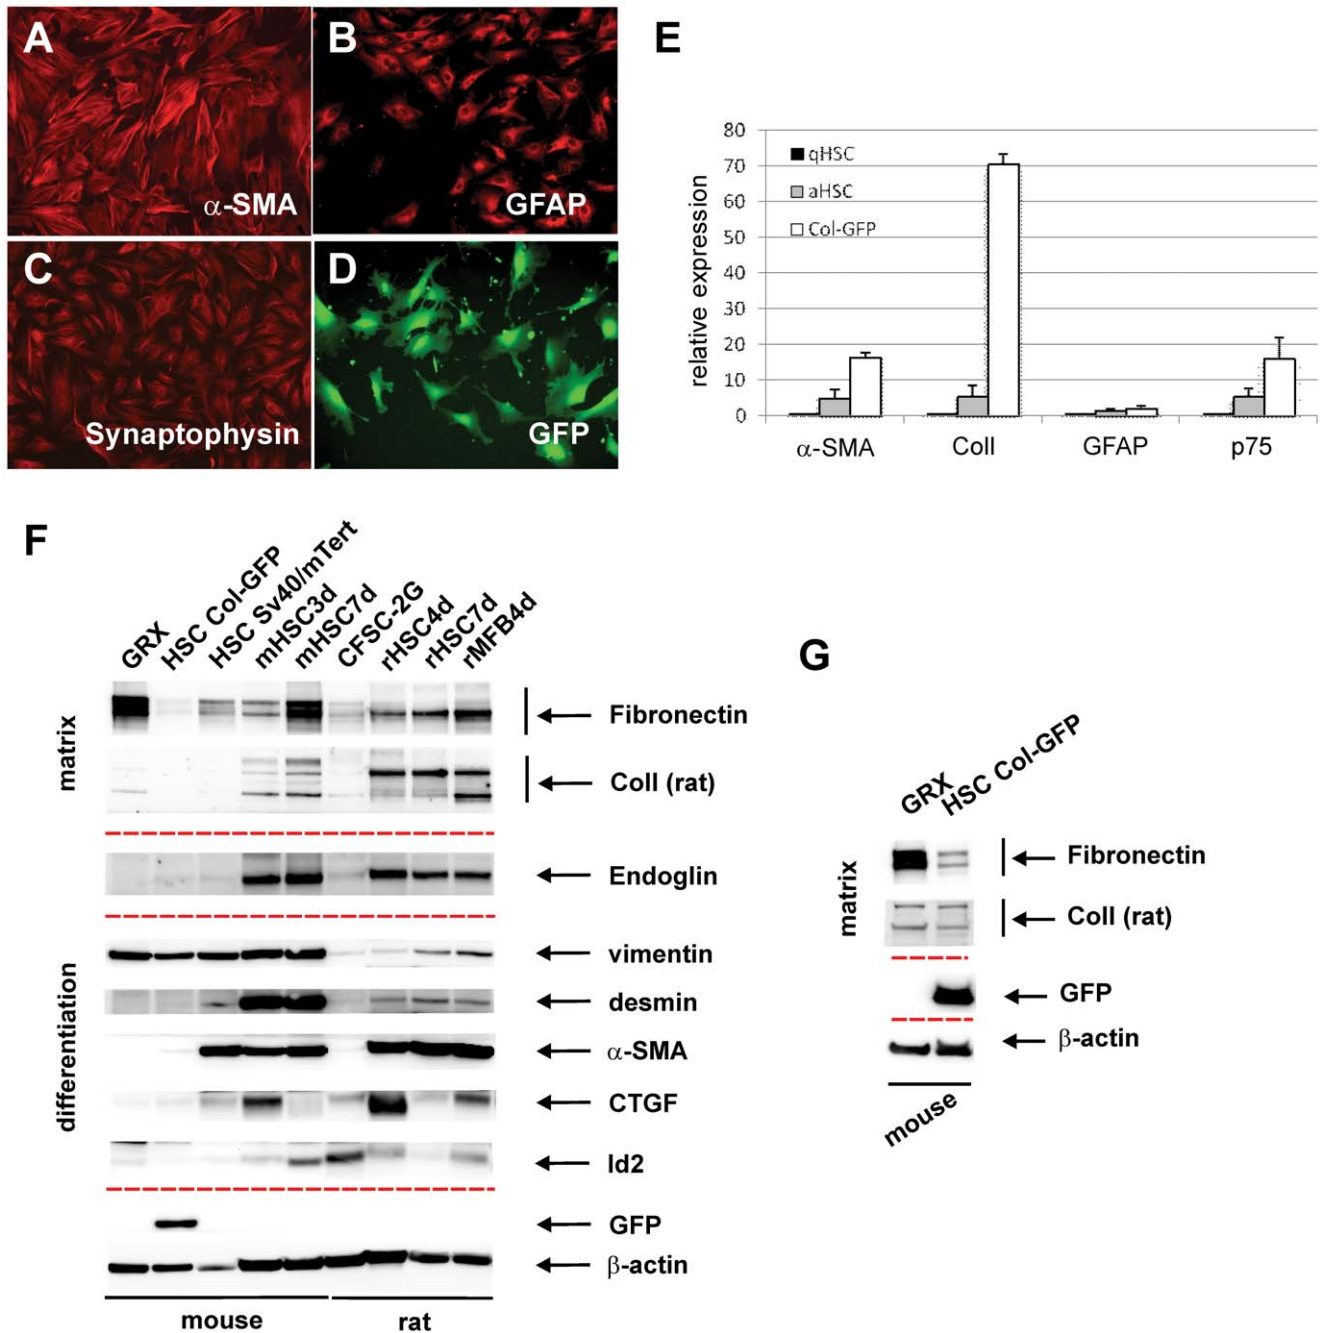 A
α-SMA
B
GFAP
C
Synaptophysin
D
GFP
E
relative expression
80
70
60
50
40
30
20
10
0
qHSC
aHSC
Col-GFP
α-SMA
ColI
GFAP
p75
F
GRX
HSC Col-GFP
HSC Sv40/mTert
mHSC3d
mHSC7d
CFSC-2G
rHSC4d
rHSC7d
rMFB4d
matrix
Fibronectin
ColI (rat)
Endoglin
differentiation
vimentin
desmin
α-SMA
CTGF
Id2
GFP
β-actin
mouse
rat
G
GRX
HSC Col-GFP
matrix
Fibronectin
ColI (rat)
GFP
β-actin
mouse